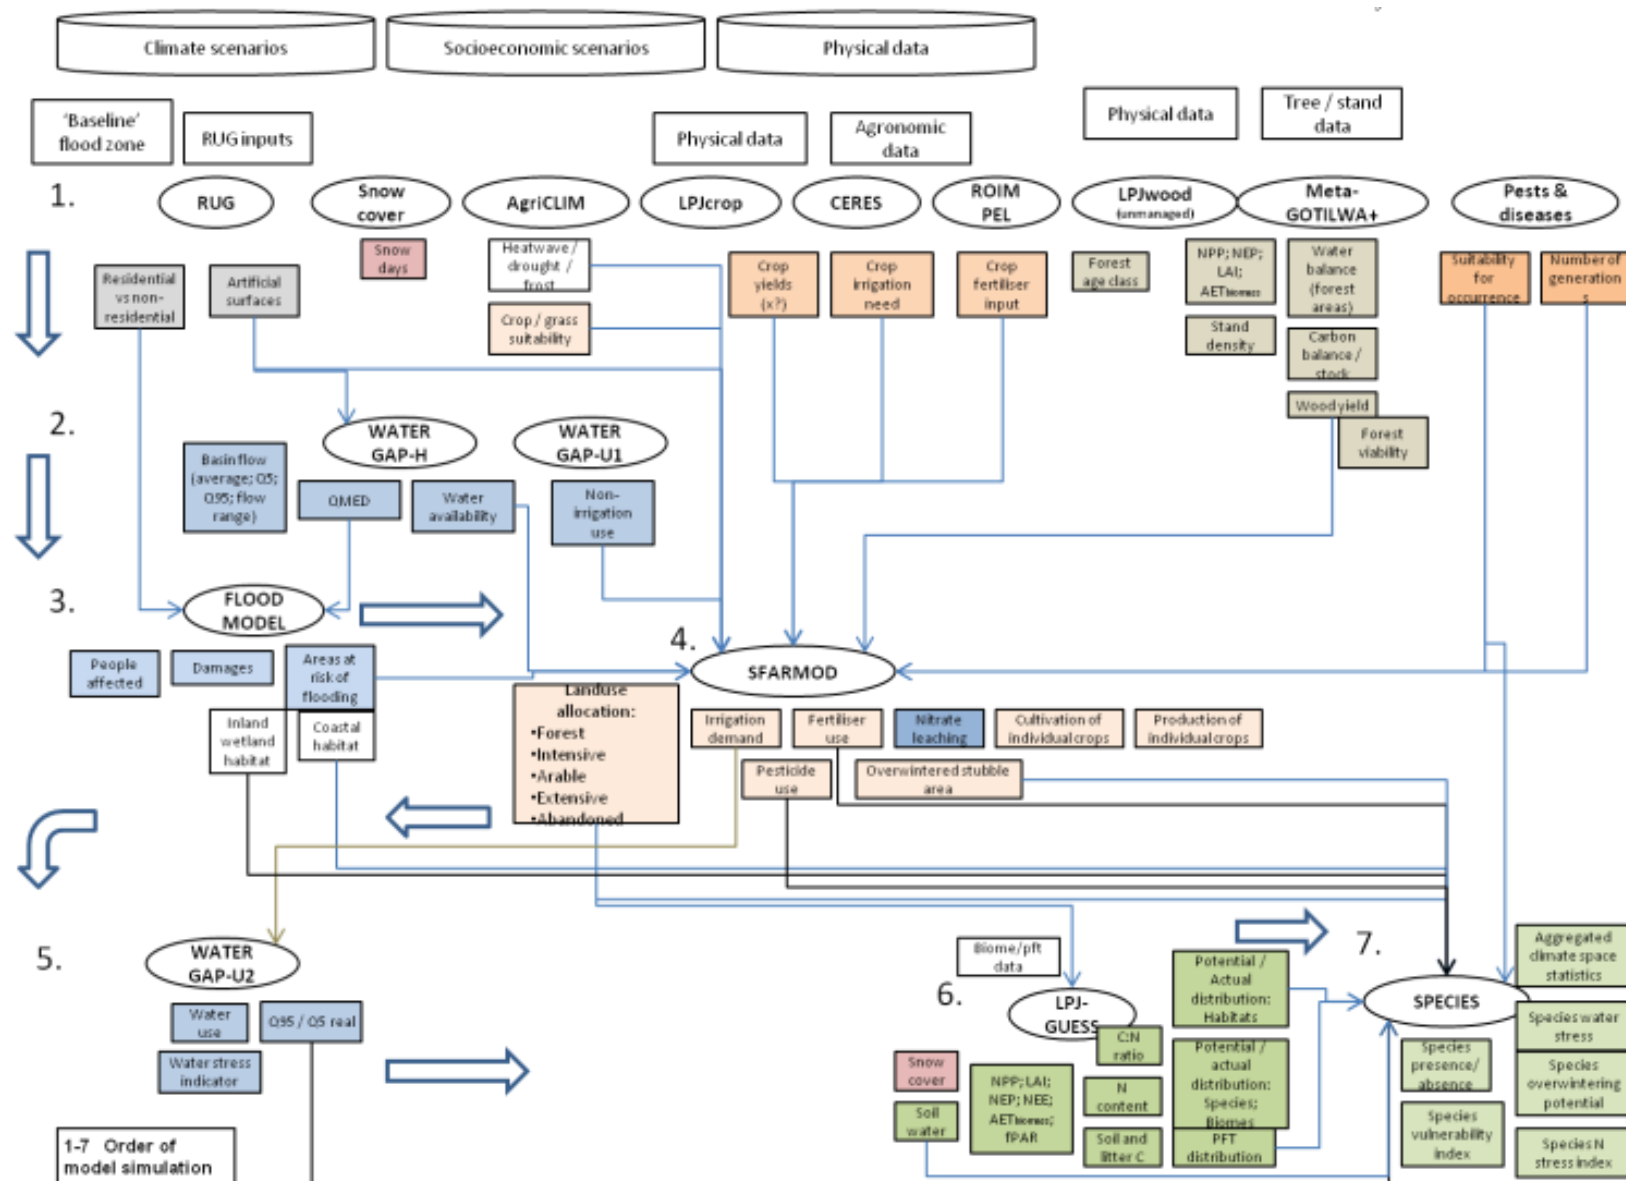 Climate scenarios
Socioeconomic scenarios
Physical data
'Baseline'
flood zone
RUG inputs
Physical data
Agronomic
data
Physical data
Tree / stand
data
1.
RUG
Snow
cover
AgriCLIM
LPJcrop
CERES
ROIM
PEL
LPJwood
(unmanaged)
Meta-
GOTILWA+
Pests &
diseases
Residential
vs non-
residential
Artificial
surfaces
Snow
days
Heatwave /
drought /
frost
Crop / grass
suitability
Crop
yields
(x?)
Crop
irrigation
need
Crop
fertiliser
input
Forest
age class
NPP; NEP;
LAI;
AETbiomass
Stand
density
Water
balance
(forest
areas)
Carbon
balance /
stock
Wood yield
Forest
viability
Suitability
for
occurrence
Number of
generation
s
2.
WATER
GAP-H
WATER
GAP-U1
Basin flow
(average; Q5;
Q95; flow
range)
QMED
Water
availability
Non-
irrigation
use
3.
FLOOD
MODEL
People
affected
Damages
Areas at
risk of
flooding
Inland
wetland
habitat
Coastal
habitat
4.
SFARMOD
Landuse
allocation:
•Forest
•Intensive
•Arable
•Extensive
•Abandoned
Irrigation
demand
Fertiliser
use
Nitrate
leaching
Cultivation of
individual crops
Production of
individual crops
Pesticide
use
Overwintered stubble
area
5.
WATER
GAP-U2
Water
use
Q95 / Q5 real
Water stress
indicator
1-7 Order of
model simulation
Biome/pft
data
6.
LPJ-
GUESS
Snow
cover
Soil
water
NPP; LAI;
NEP; NEE;
AETbiomass;
fPAR
C:N
ratio
N
content
Soil and
litter C
Potential /
Actual
distribution:
Habitats
Potential /
actual
distribution:
Species;
Biomes
PFT
distribution
7.
SPECIES
Species
presence/
absence
Species
vulnerability
index
Aggregated
climate space
statistics
Species water
stress
Species
overwintering
potential
Species N
stress index